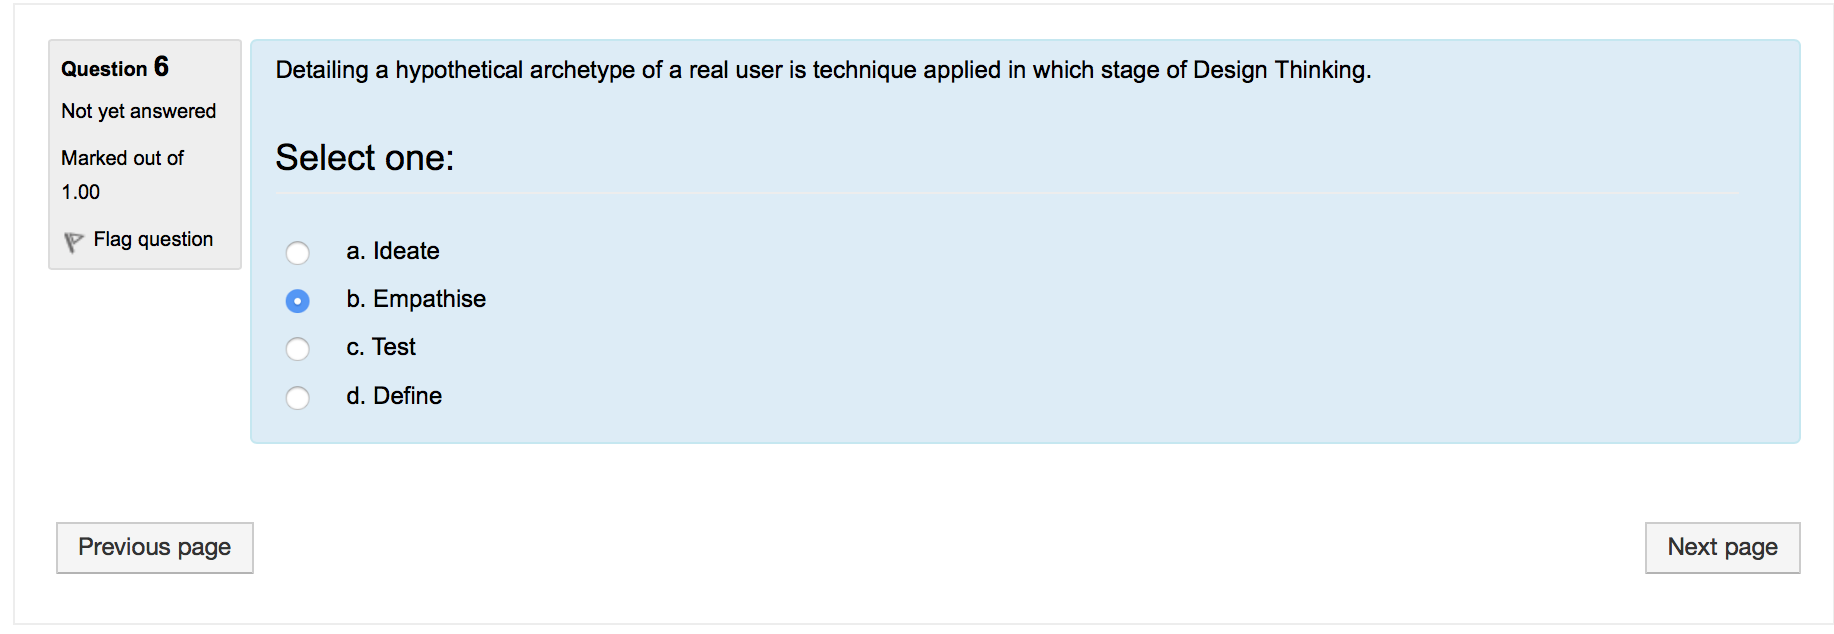 Question 6
Not yet answered
Marked out of
1.00
Flag question
Detailing a hypothetical archetype of a real user is technique applied in which stage of Design Thinking.
Select one:
a. Ideate
b. Empathise
c. Test
d. Define
Previous page
Next page